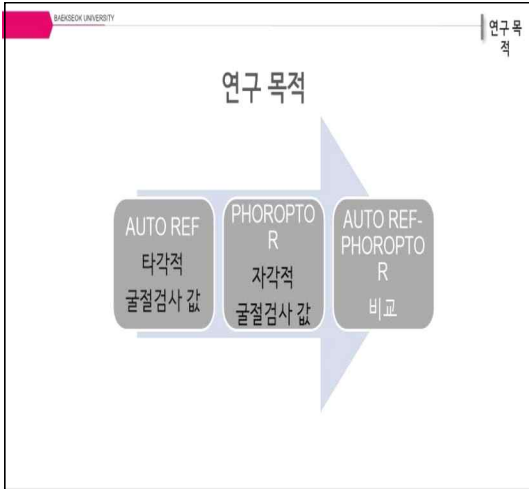 BAEKSEOK UNIVERSITY
연구 목
적
연구 목적
AUTO REF
타각적
굴절검사 값
PHOROPTO
R
자각적
굴절검사 값
AUTO REF-
PHOROPTO
R
비교